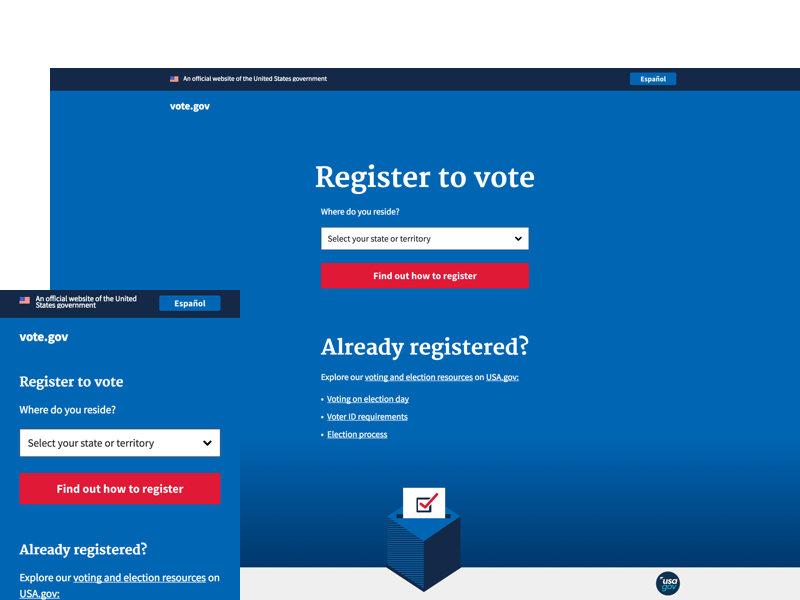 An official website of the United States government
Español
vote.gov
Register to vote
Where do you reside?
Select your state or territory
Find out how to register
Already registered?
Explore our voting and election resources on USA.gov:
• Voting on election day
• Voter ID requirements
• Election process
usa
gov
An official website of the United
States government
Español
vote.gov
Register to vote
Where do you reside?
Select your state or territory
Find out how to register
Already registered?
Explore our voting and election resources on
USA.gov: